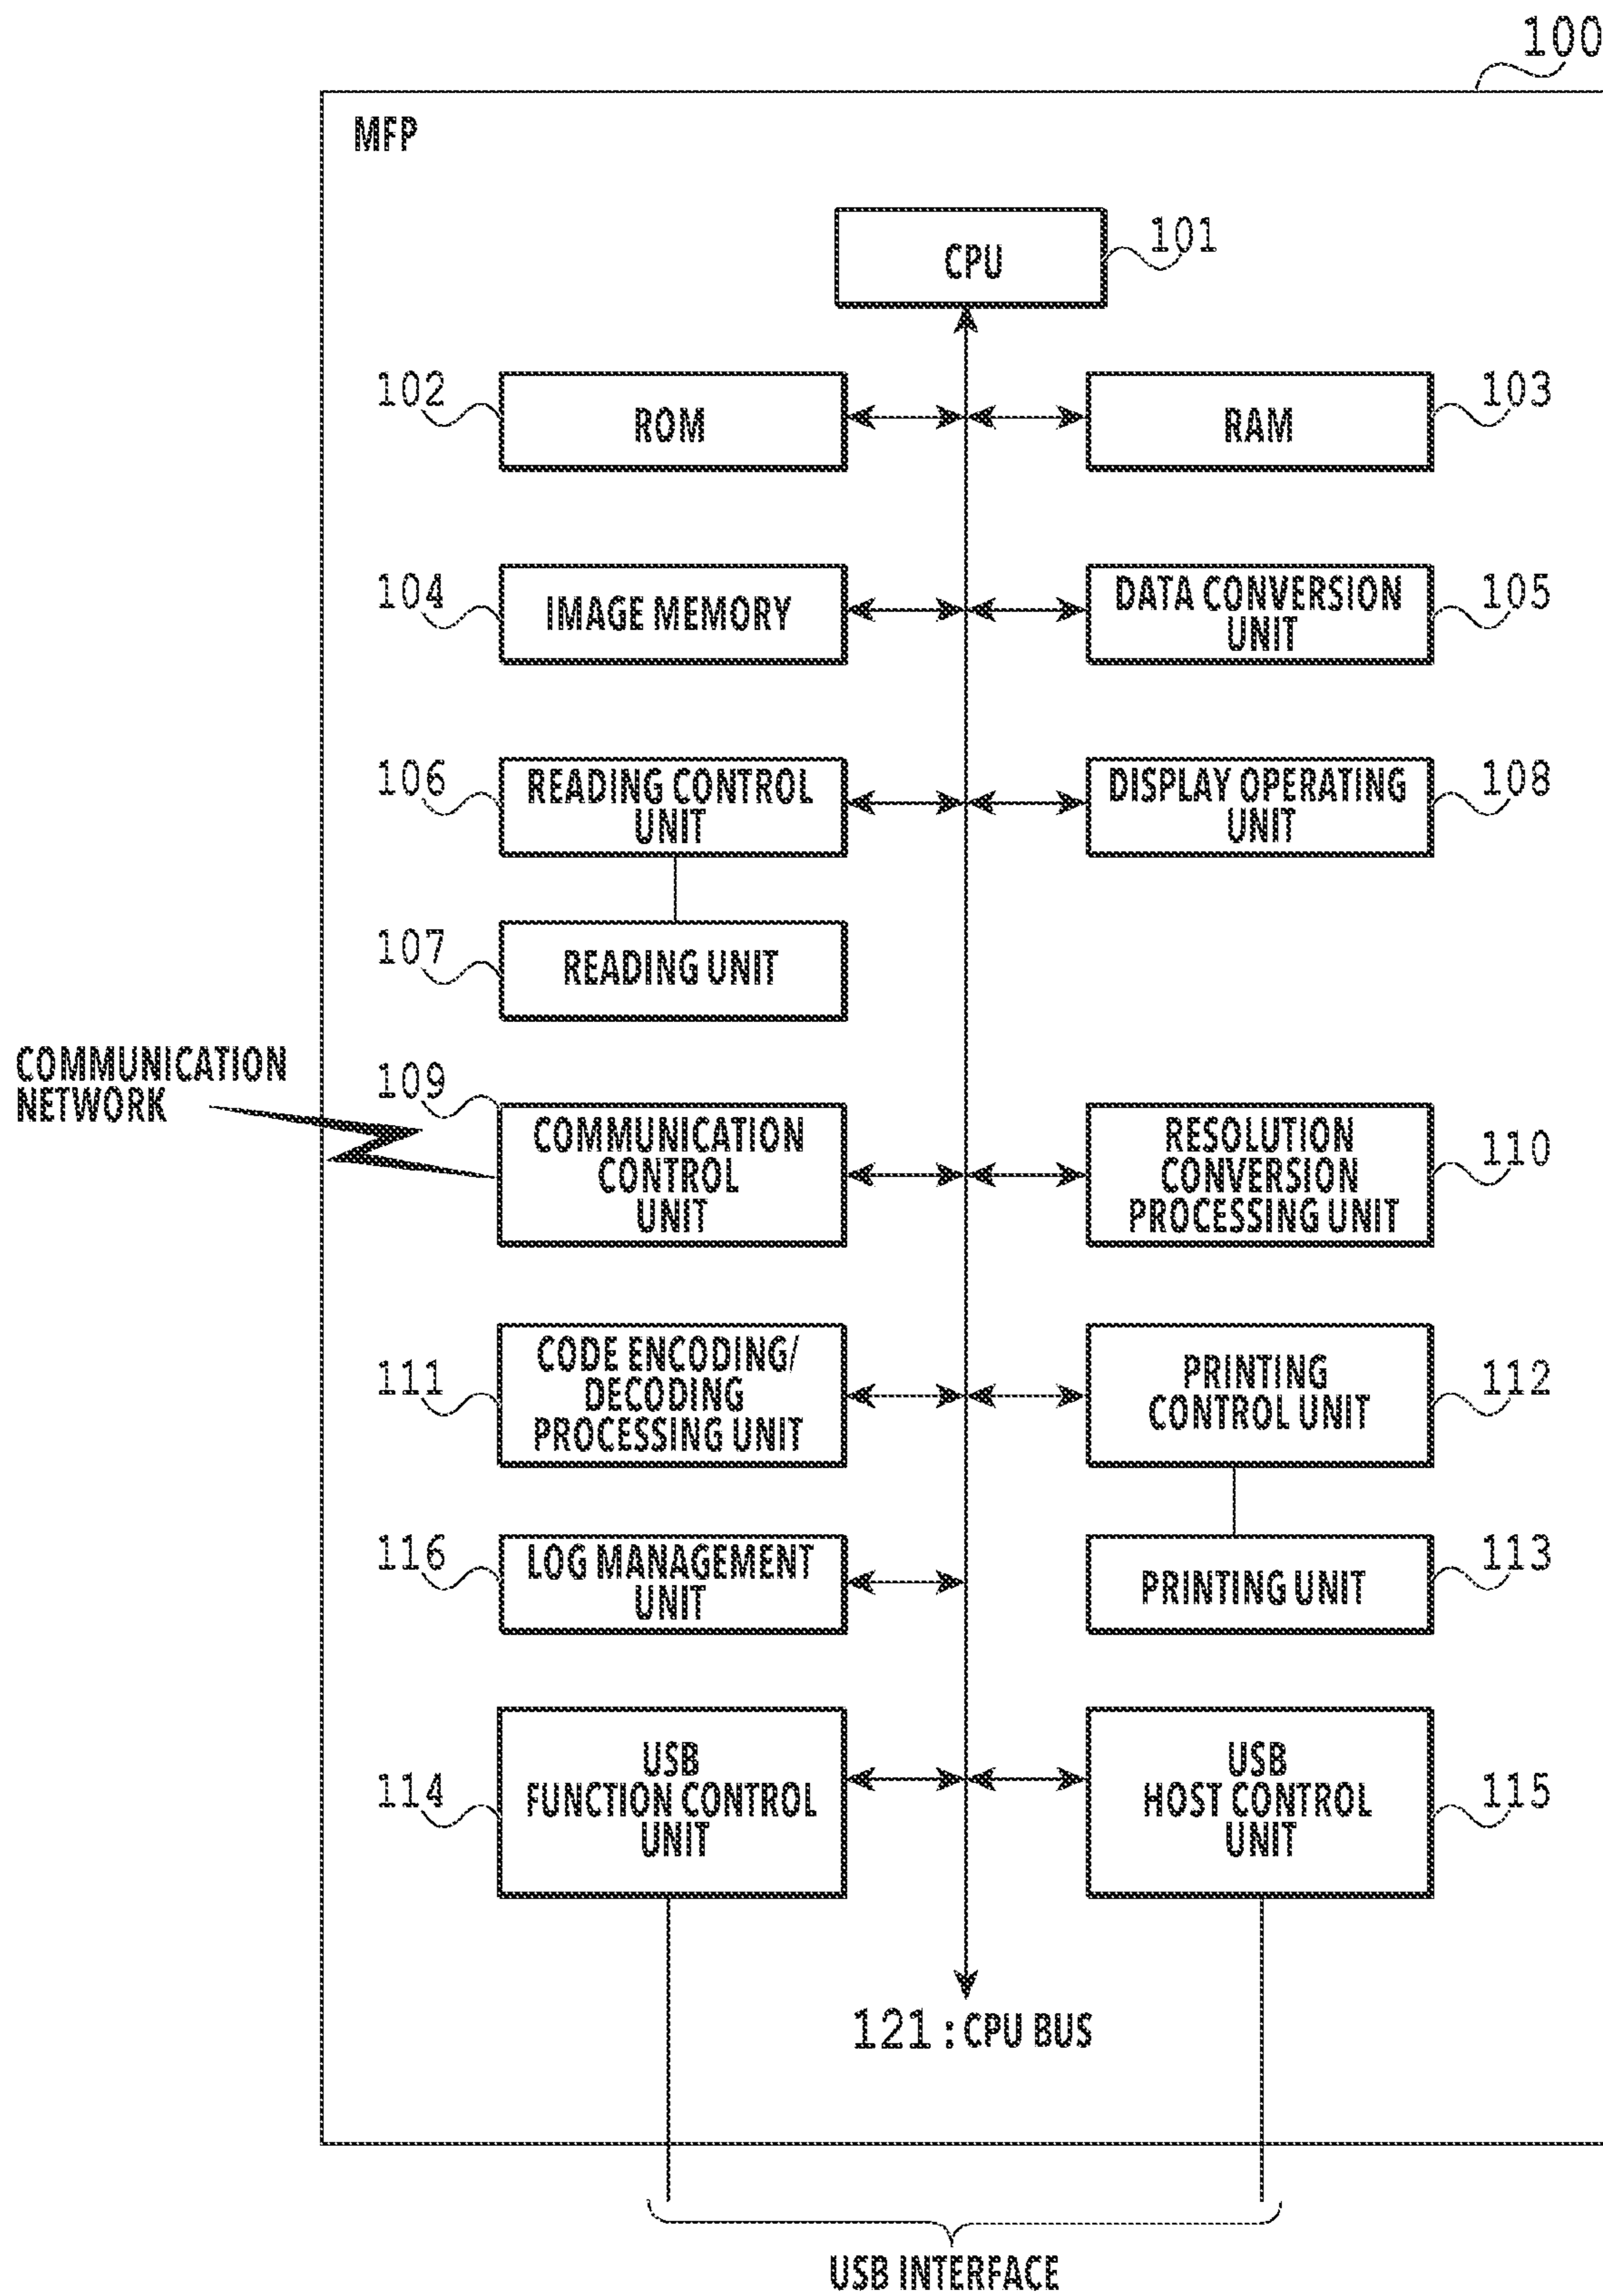 100
MFP
CPU
101
102
ROM
RAM
103
104
IMAGE MEMORY
DATA CONVERSION
UNIT
105
106
READING CONTROL
UNIT
DISPLAY OPERATING
UNIT
108
107
READING UNIT
COMMUNICATION
NETWORK
109
COMMUNICATION
CONTROL
UNIT
RESOLUTION
CONVERSION
PROCESSING UNIT
110
111
CODE ENCODING/
DECODING
PROCESSING UNIT
PRINTING
CONTROL UNIT
112
116
LOG MANAGEMENT
UNIT
PRINTING UNIT
113
114
USB
FUNCTION CONTROL
UNIT
USB
HOST CONTROL
UNIT
115
121 : CPU BUS
USB INTERFACE